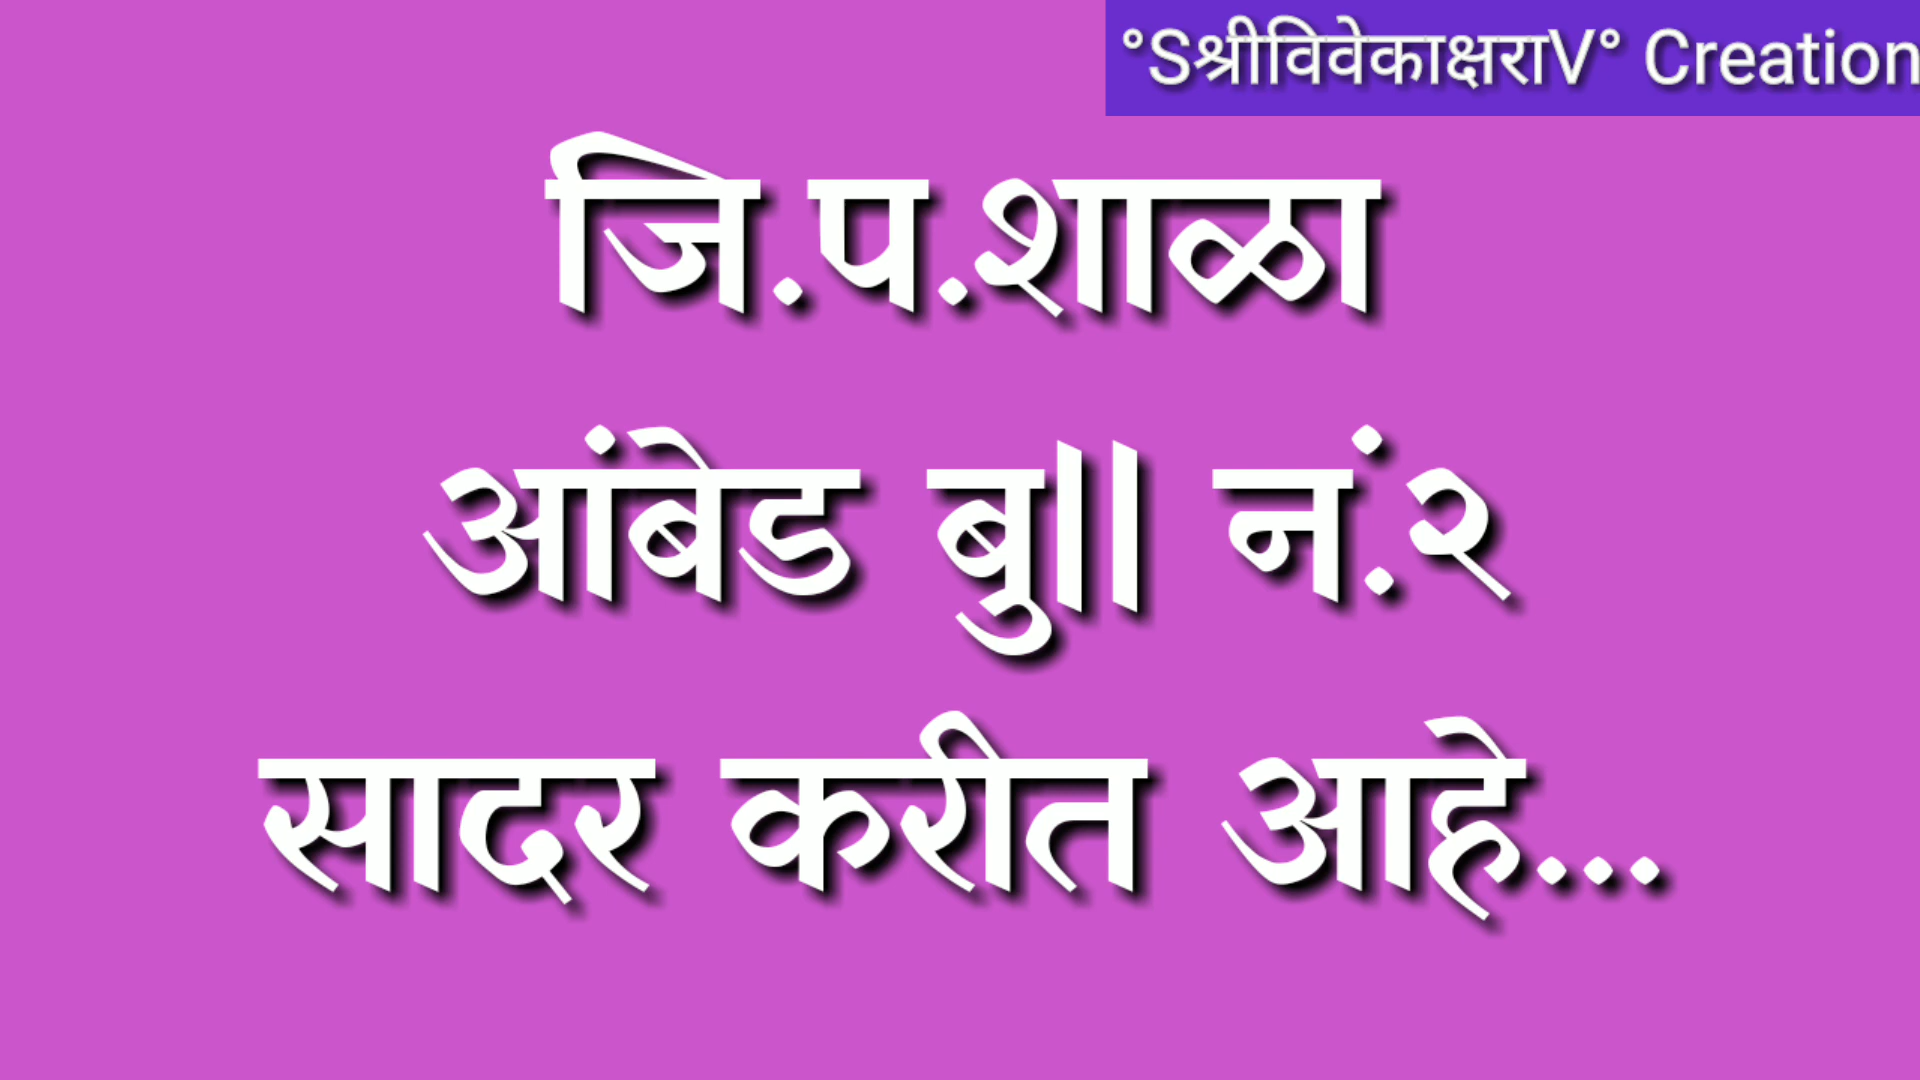 °Sश्रीविवेकाक्षराV° Creation
जि.प.शाळा
आंबेड बु|| नं.२
सादर करीत आहे...